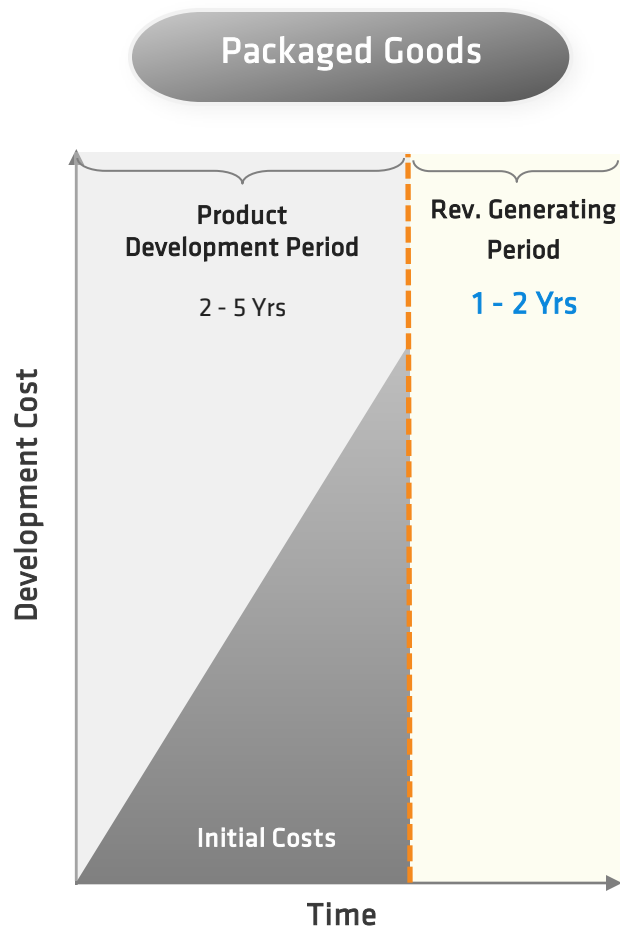 Packaged Goods
Product
Development Period
2 - 5 Yrs
Rev. Generating
Period
1 - 2 Yrs
Development Cost
Initial Costs
Time